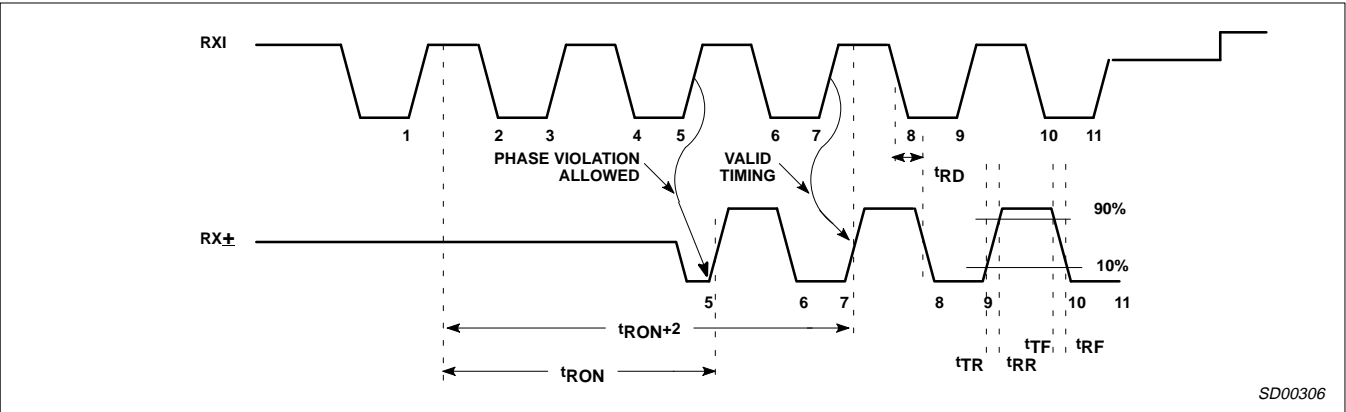 RXI
1 2 3 4 5 6 7 8 9 10 11
PHASE VIOLATION
ALLOWED
VALID
TIMING
tRD
90%
RX±
10%
5 6 7 8 9 10 11
tRON+2
tTF tRF
tTR tRR
tRON
SD00306